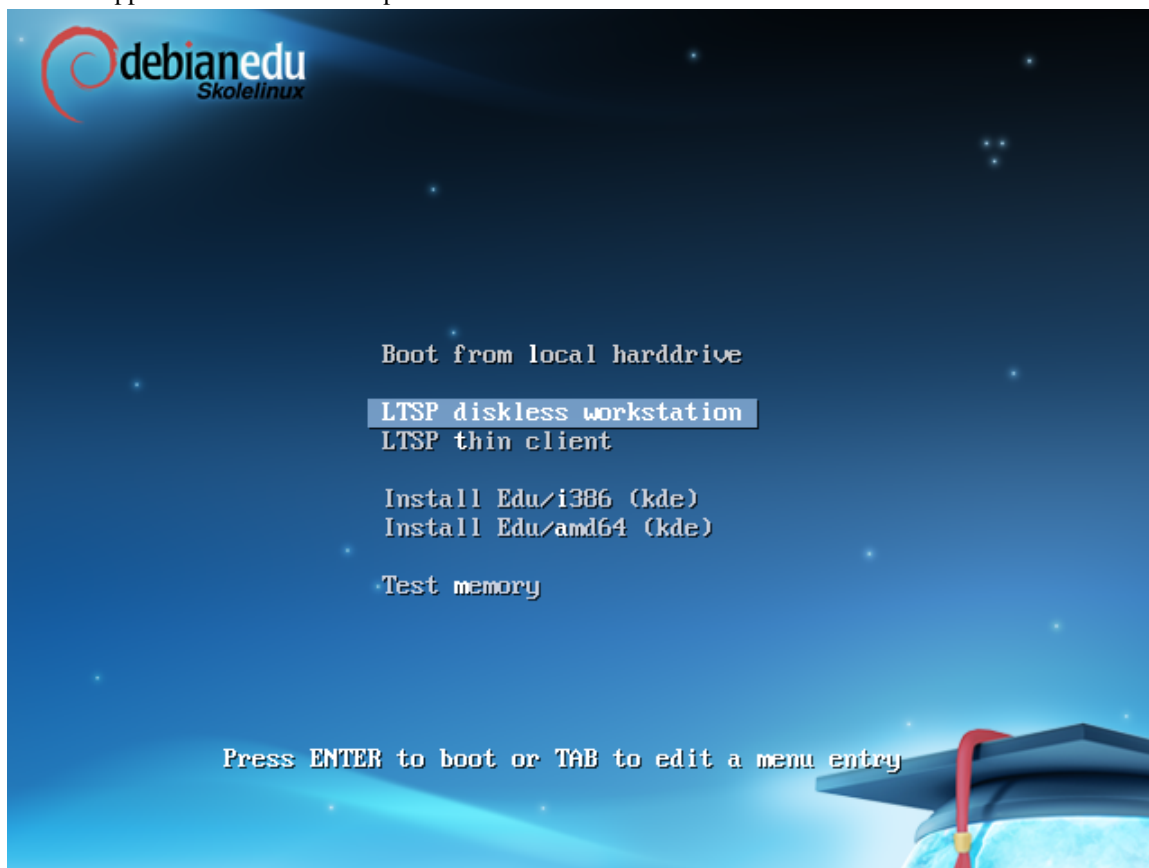 debianedu
Skolelinux
Boot from local harddrive
LTSP diskless workstation
LTSP thin client
Install Edu/i386 (kde)
Install Edu/amd64 (kde)
Test memory
Press ENTER to boot or TAB to edit a menu entry